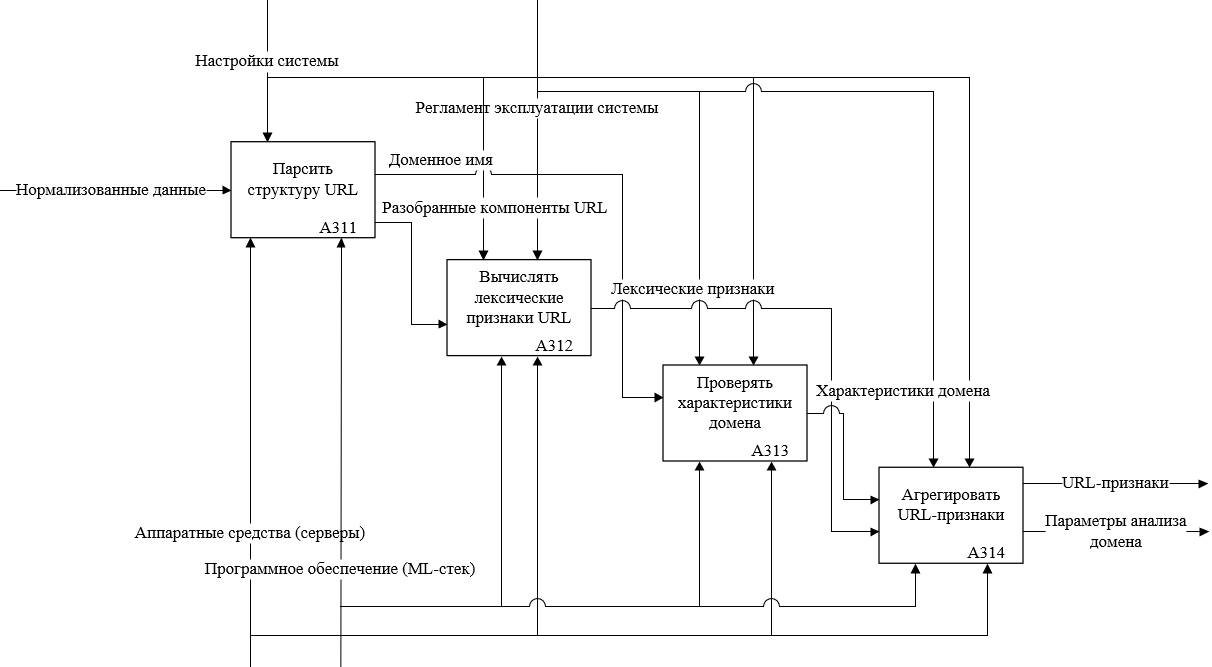 Настройки системы
Регламент эксплуатации системы
Доменное имя
Парсить
структуру URL
Нормализованные данные
Разобранные компоненты URL
A311
Вычислять
лексические
признаки URL
Лексические признаки
A312
Проверять
характеристики
домена
Характеристики домена
A313
URL-признаки
Агрегировать
URL-признаки
Параметры анализа
домена
A314
Аппаратные средства (серверы)
Программное обеспечение (ML-стек)